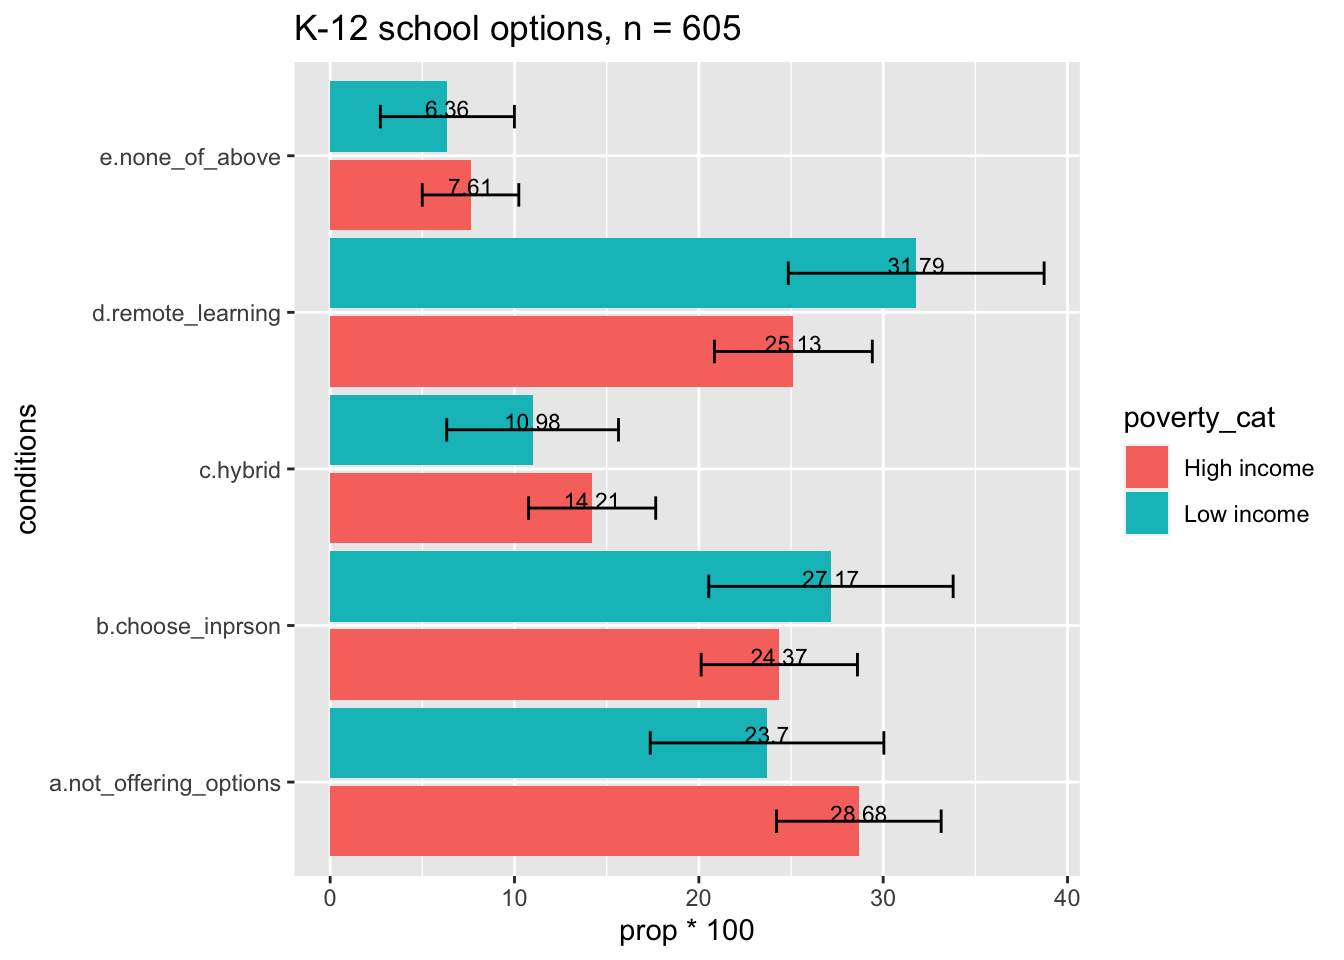 K-12 school options, n = 605
e.none_of_above
6.36
7.61
d.remote_learning
31.79
25.13
c.hybrid
10.98
14.21
b.choose_inprson
27.17
24.37
a.not_offering_options
23.7
28.68
conditions
0 10 20 30 40
prop * 100
poverty_cat
High income
Low income